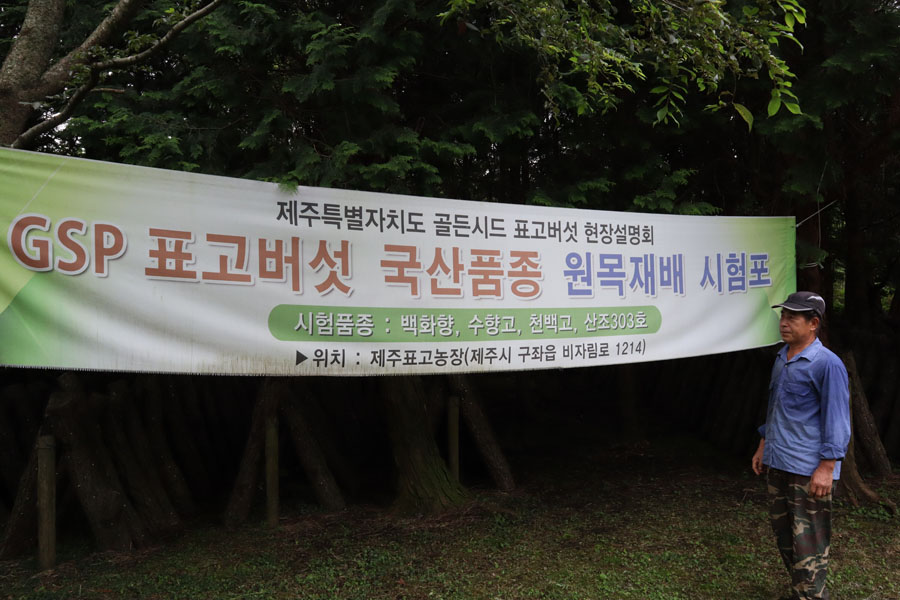 제주특별자치도 골든시드 표고버섯 현장설명회
GSP 표고버섯 국산품종 원목재배 시험포
시험품종 : 백화향, 수향고, 천백고, 산조303호
▶위치 : 제주표고농장(제주시 구좌읍 비자림로 1214)